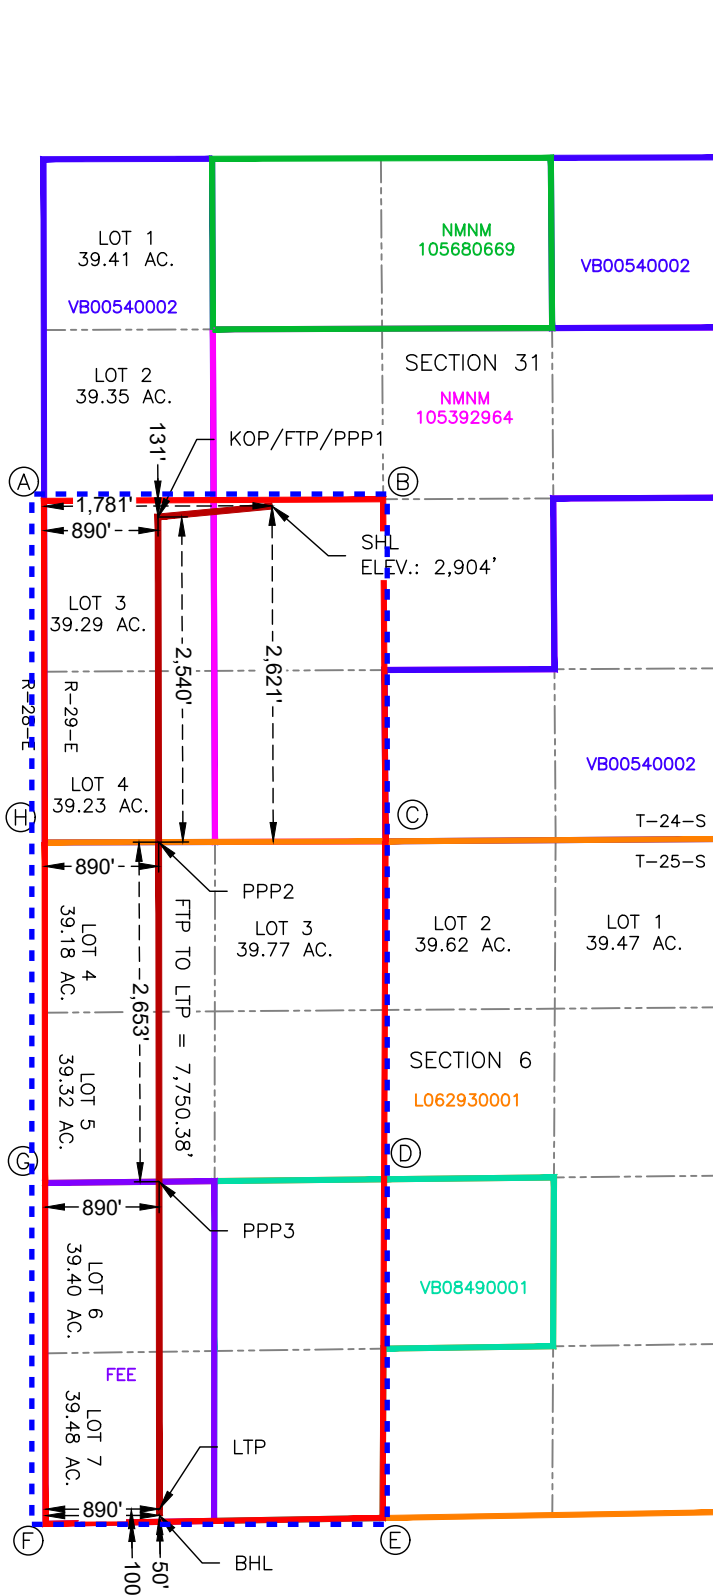 LOT 1
39.41 AC.
VB00540002
NMNM
105680669
VB00540002
LOT 2
39.35 AC.
SECTION 31
NMNM
105392964
131'
KOP/FTP/PPP1
A
B
1,781'
890'
SHL
ELEV.: 2,904'
LOT 3
39.29 AC.
2,540'
2,621'
R-28-E
R-29-E
LOT 4
39.23 AC.
VB00540002
H
C
T-24-S
T-25-S
890'
PPP2
LOT 4
39.18 AC.
FTP TO LTP = 7,750.38'
LOT 3
39.77 AC.
LOT 2
39.62 AC.
LOT 1
39.47 AC.
2,653'
LOT 5
39.32 AC.
SECTION 6
L062930001
G
D
890'
PPP3
LOT 6
39.40 AC.
VB08490001
FEE
LOT 7
39.48 AC.
LTP
890'
F
E
BHL
50'
100